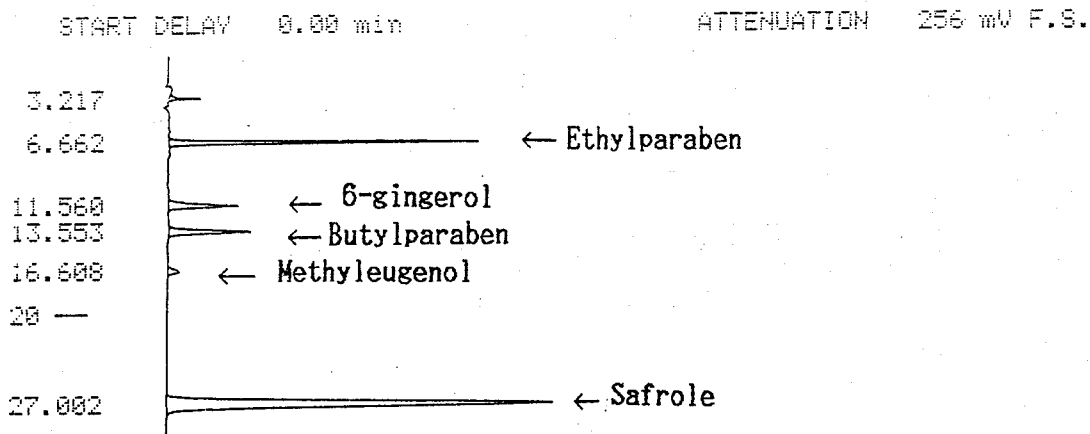 START DELAY 0.00 min ATTENUATION 256 mV F.S.
3.217
6.662 ← Ethylparaben
11.560 ← 6-gingerol
13.553 ← Butylparaben
16.608 ← Methyleugenol
20 —
27.002 ← Safrole